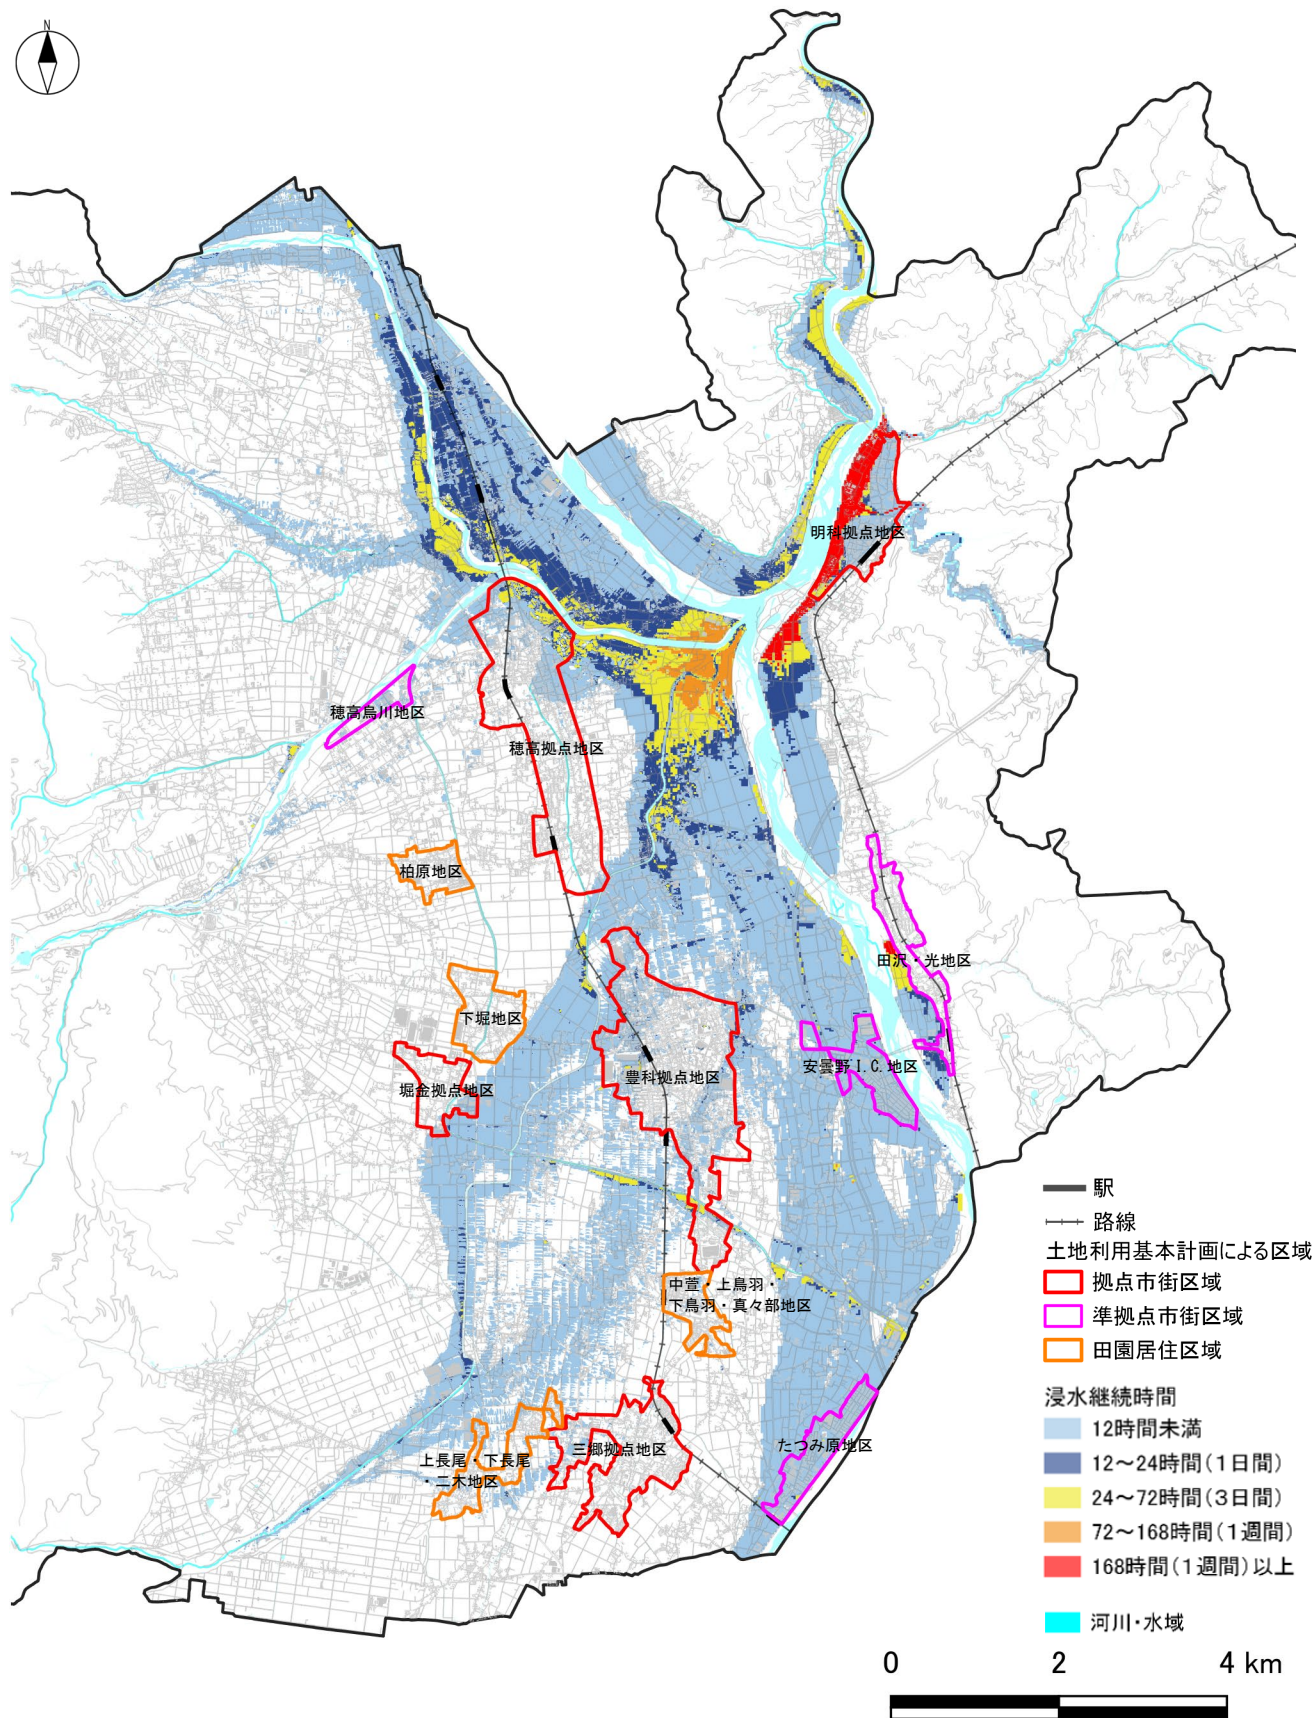 N
明科拠点地区
穂高烏川地区
穂高拠点地区
柏原地区
田沢・光地区
下堀地区
安曇野I.C.地区
豊科拠点地区
堀金拠点地区
中萱・上鳥羽・
下鳥羽・真々部地区
三郷拠点地区
たつみ原地区
上長尾・下長尾
・二木地区
駅
路線
土地利用基本計画による区域
拠点市街区域
準拠点市街区域
田園居住区域
浸水継続時間
12時間未満
12～24時間(1日間)
24～72時間(3日間)
72～168時間(1週間)
168時間(1週間)以上
河川・水域
0 2 4 km